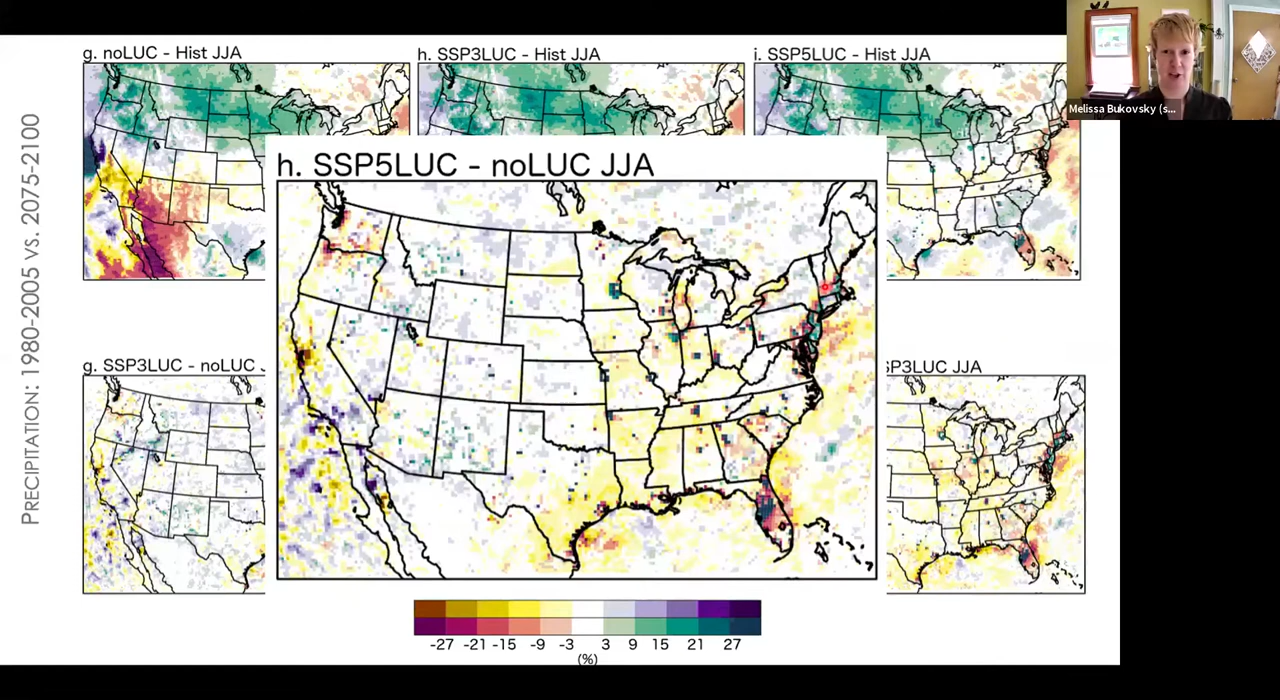 g. noLUC - Hist JJA
h. SSP3LUC - Hist JJA
i. SSP5LUC - Hist JJA
Melissa Bukovsky (s...
PRECIPITATION: 1980-2005 vs. 2075-2100
h. SSP5LUC - noLUC JJA
g. SSP3LUC - noLUC J
SP3LUC JJA
-27 -21 -15 -9 -3 3 9 15 21 27
(%)